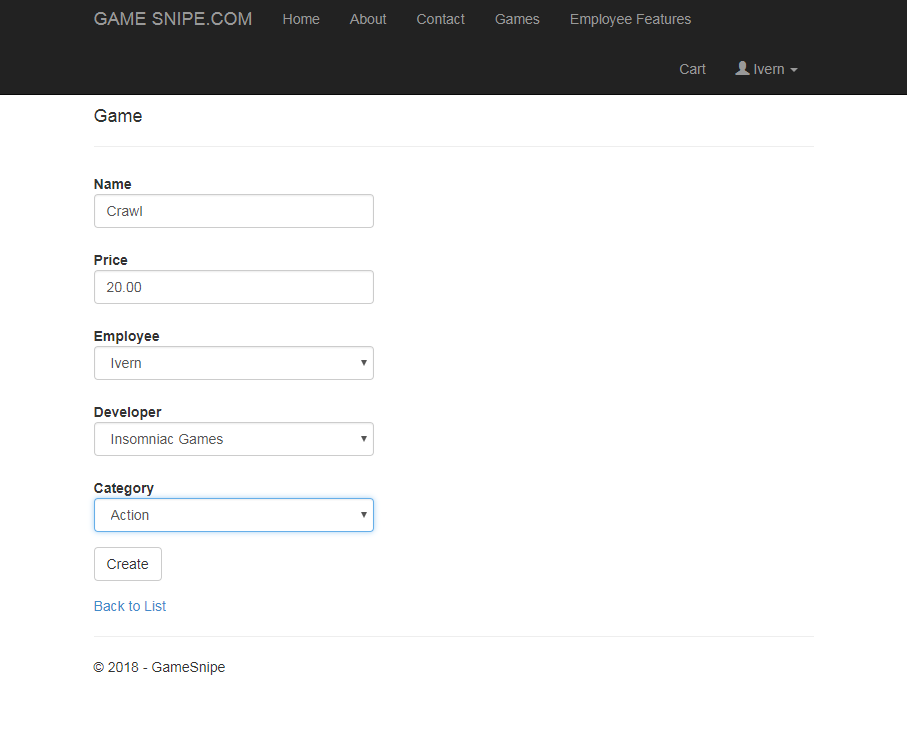 GAME SNIPE.COM Home About Contact Games Employee Features
Cart Ivern
Game
Name
Crawl
Price
20.00
Employee
Ivern
Developer
Insomniac Games
Category
Action
Create
Back to List
© 2018 - GameSnipe